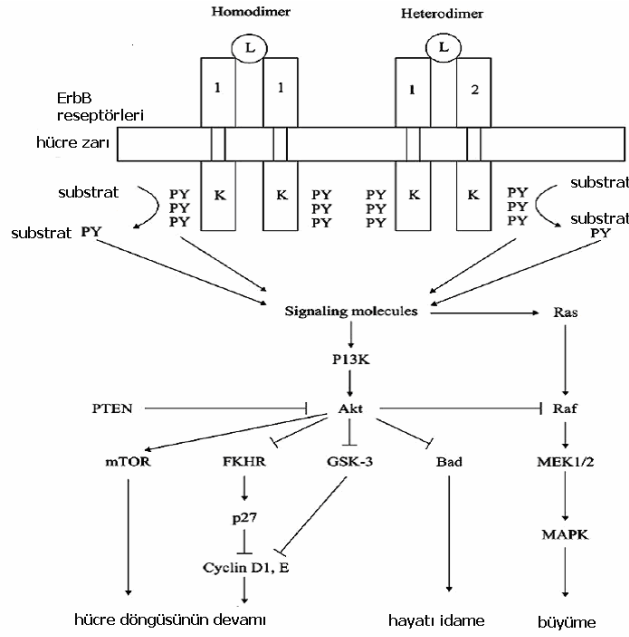 Homodimer Heterodimer
L L
1 1 1 2
ErbB
reseptörleri
hücre zarı
substrat PY K K PY PY K K PY substrat
PY PY PY PY
substrat PY PY PY PY PY substrat
PY
Signaling molecules Ras
P13K
PTEN Akt Raf
mTOR FKHR GSK-3 Bad MEK1/2
p27
MAPK
Cyclin D1, E
hücre döngüsünün devamı hayatı idame büyüme